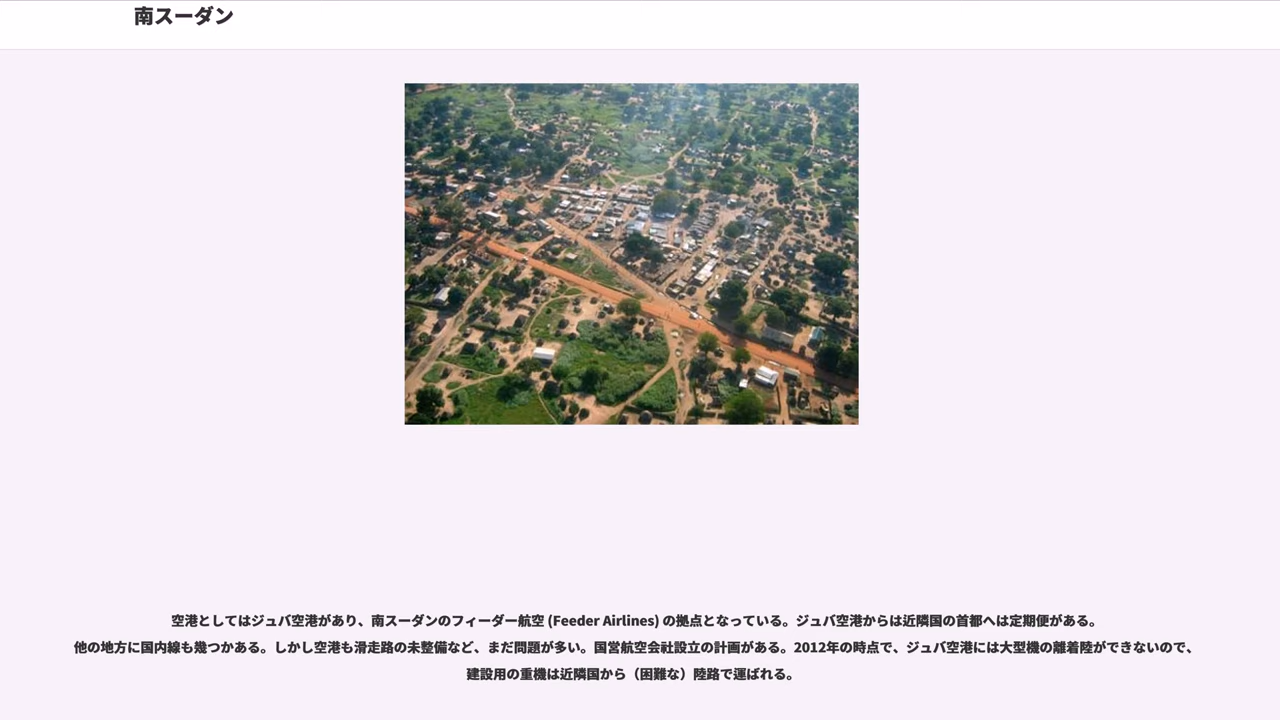 南スーダン
空港としてはジュバ空港があり、南スーダンのフィーダー航空 (Feeder Airlines) の拠点となっている。ジュバ空港からは近隣国の首都へは定期便がある。
他の地方に国内線も幾つかある。しかし空港も滑走路の未整備など、まだ問題が多い。国営航空会社設立の計画がある。2012年の時点で、ジュバ空港には大型機の離着陸ができないので、
建設用の重機は近隣国から（困難な）陸路で運ばれる。